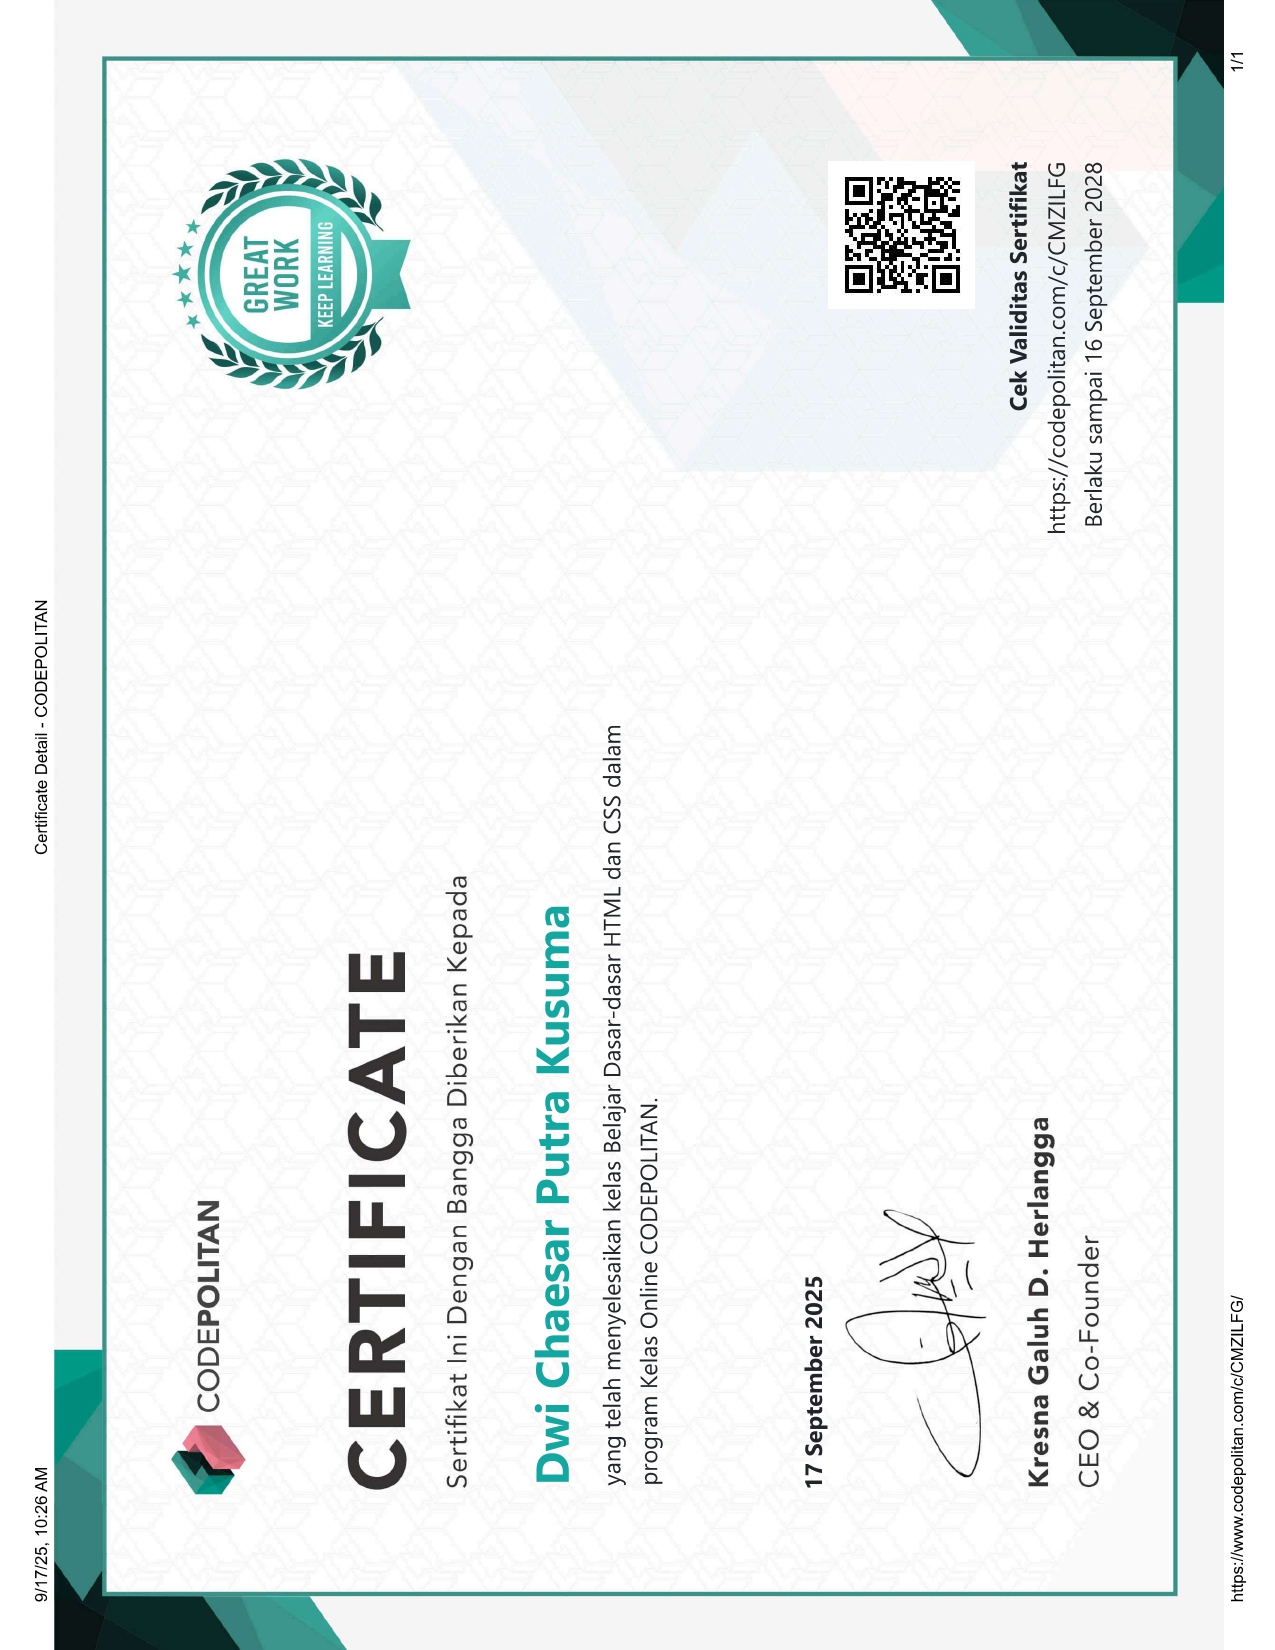 9/17/25, 10:26 AM
Certificate Detail - CODEPOLITAN
CODEPOLITAN
GREAT
WORK
KEEP LEARNING
CERTIFICATE
Sertifikat Ini Dengan Bangga Diberikan Kepada
Dwi Chaesar Putra Kusuma
yang telah menyelesaikan kelas Belajar Dasar-dasar HTML dan CSS dalam
program Kelas Online CODEPOLITAN.
17 September 2025
Kresna Galuh D. Herlangga
CEO & Co-Founder
Cek Validitas Sertifikat
https://codepolitan.com/c/CMZILFG
Berlaku sampai 16 September 2028
https://www.codepolitan.com/c/CMZILFG/
1/1